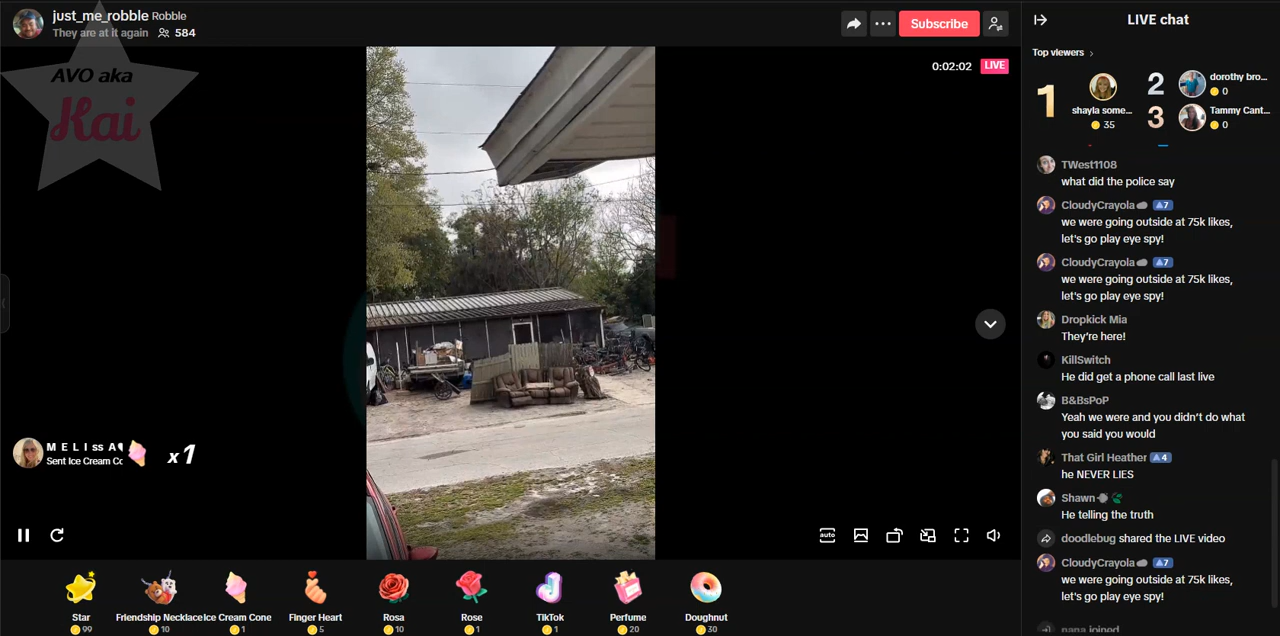 just_me_robble Robble
They are at it again 584
Subscribe
LIVE chat
AVO aka
Kai
0:02:02 LIVE
Top viewers
1
shayla some...
35
2
dorothy bro...
0
3
Tammy Cant...
0
TWest1108
what did the police say
CloudyCrayola 7
we were going outside at 75k likes,
let's go play eye spy!
CloudyCrayola 7
we were going outside at 75k likes,
let's go play eye spy!
Dropkick Mia
They're here!
KillSwitch
He did get a phone call last live
B&BsPoP
Yeah we were and you didn't do what
you said you would
That Girl Heather 4
he NEVER LIES
Shawn
He telling the truth
doodlebug shared the LIVE video
CloudyCrayola 7
we were going outside at 75k likes,
let's go play eye spy!
nana joined
M E L I ss A
Sent Ice Cream Co
x1
auto
Star
99
Friendship Necklace
10
Ice Cream Cone
1
Finger Heart
5
Rosa
10
Rose
1
TikTok
1
Perfume
20
Doughnut
30